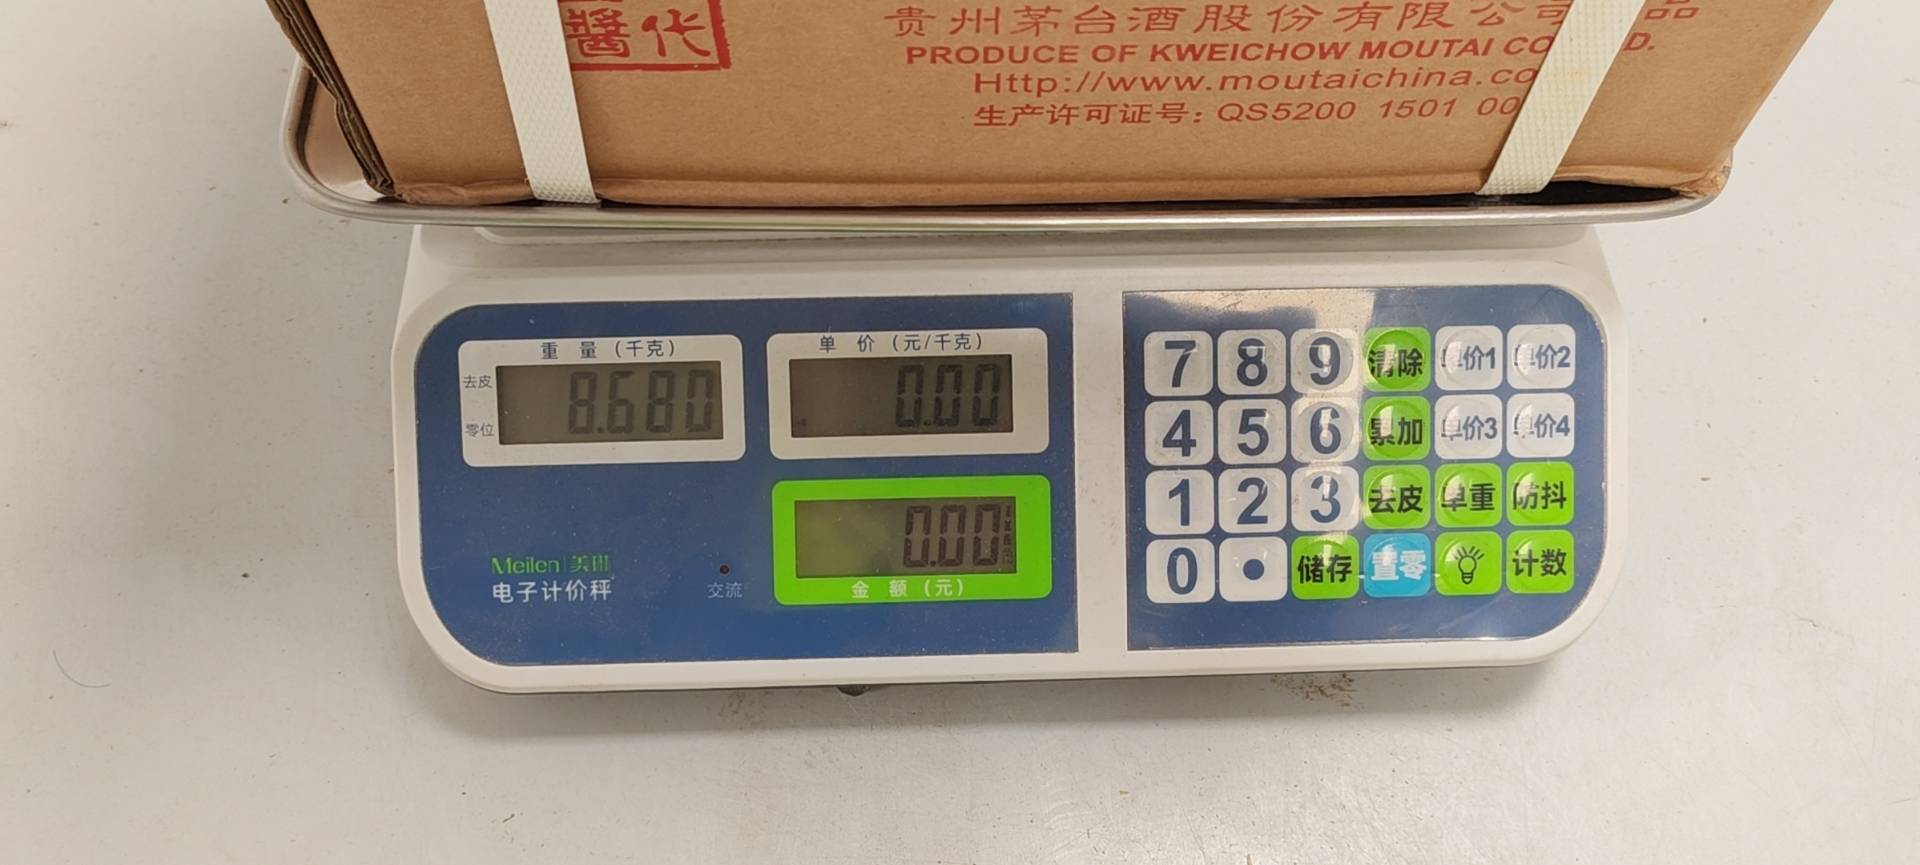 醬代
贵州茅台酒股份有限公司 品
PRODUCE OF KWEICHOW MOUTAI CO D.
Http://www.moutaichina.co
生产许可证号: QS5200 1501 00
重 量 (千克)
去皮
零位
8.680
单 价 (元/千克)
0.00
0.00
金 额 (元)
Meilen 美琳
电子计价秤
交流
7 8 9 清除 单价1 单价2
4 5 6 累加 单价3 单价4
1 2 3 去皮 单重 防抖
0 • 储存 置零 计数